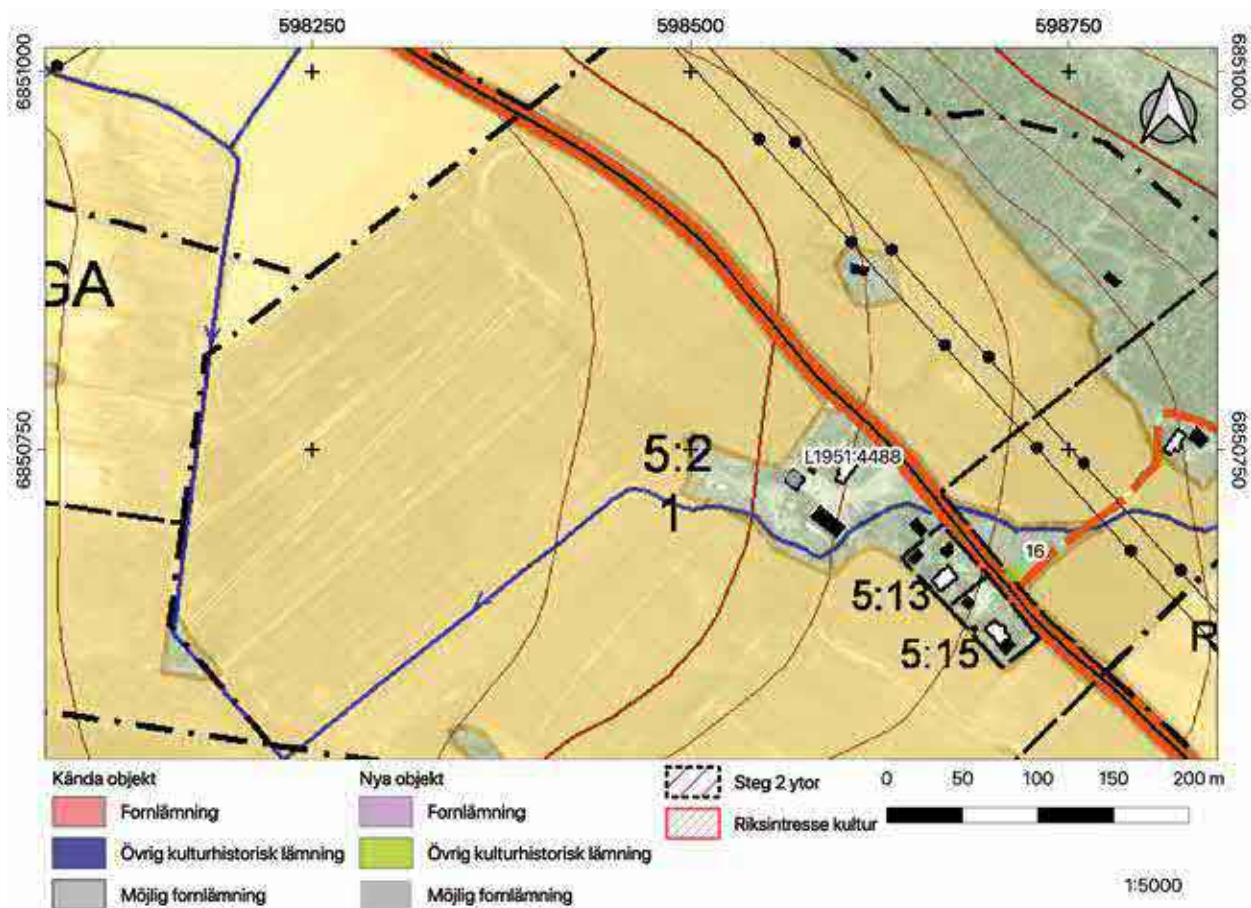 598250 598500 598750
6851000 6851000
GA
6850750 6850750
5:2
1
L1951:4488
16
5:13
5:15
R
Kända objekt
Fornlämning
Övrig kulturhistorisk lämning
Möjlig fornlämning
Nya objekt
Fornlämning
Övrig kulturhistorisk lämning
Möjlig fornlämning
Steg 2 ytor
Riksintresse kultur
0 50 100 150 200 m
1:5000